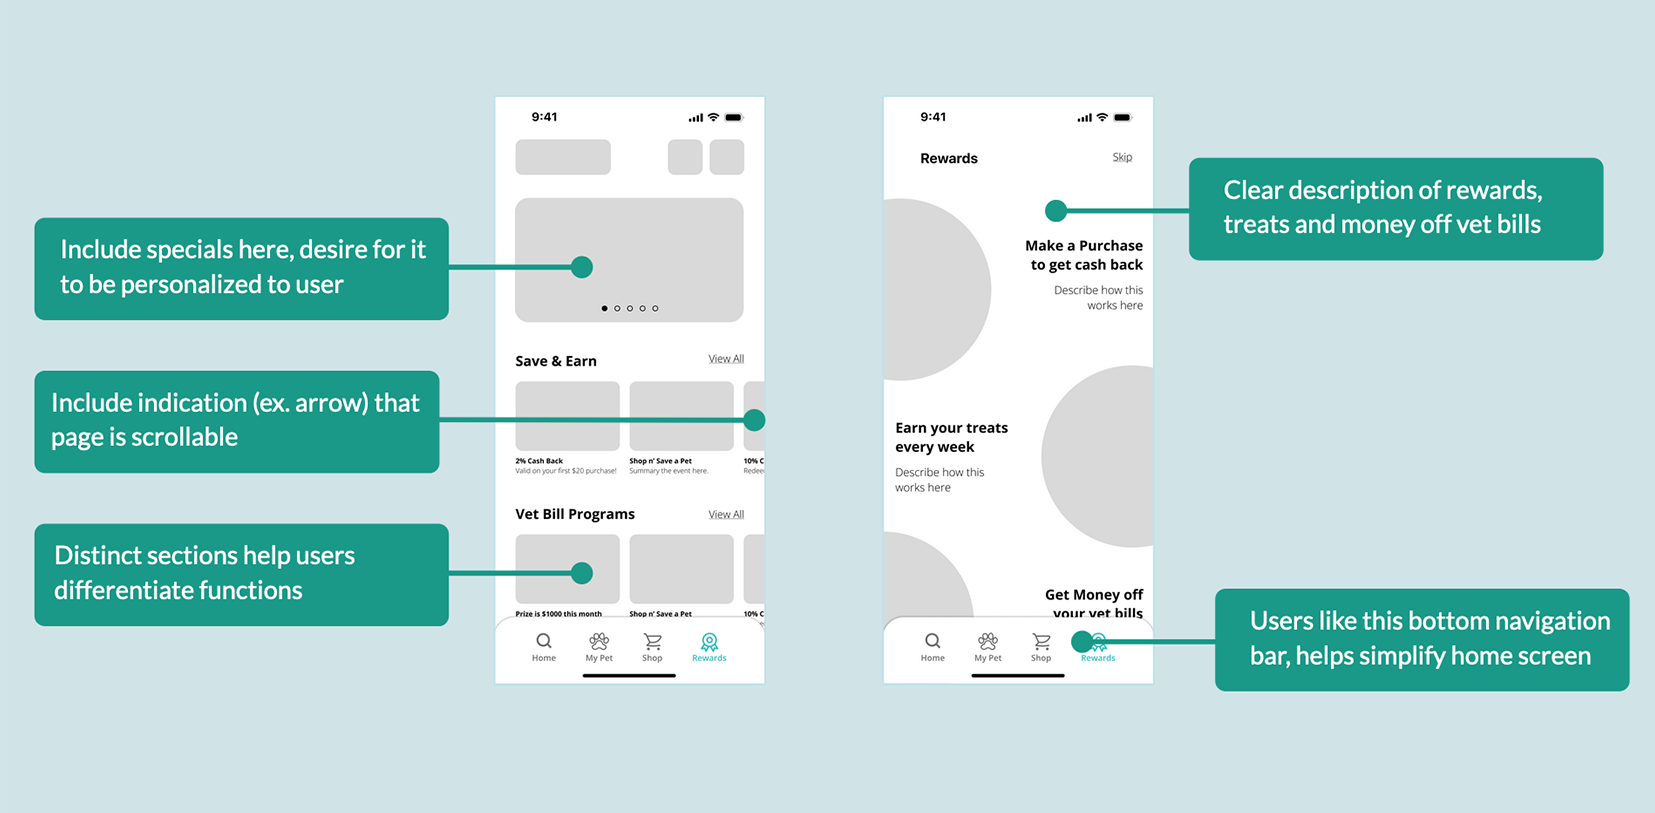 Include specials here, desire for it
to be personalized to user
Include indication (ex. arrow) that
page is scrollable
Distinct sections help users
differentiate functions
9:41
Save & Earn
View All
2% Cash Back
Valid on your first $20 purchase!
Shop n' Save a Pet
Summary the event here.
10% C
Redee
Vet Bill Programs
View All
Prize is $1000 this month
Shop n' Save a Pet
10% C
Home
My Pet
Shop
Rewards
9:41
Rewards
Skip
Make a Purchase
to get cash back
Describe how this
works here
Earn your treats
every week
Describe how this
works here
Get Money off
your vet bills
Home
My Pet
Shop
Rewards
Clear description of rewards,
treats and money off vet bills
Users like this bottom navigation
bar, helps simplify home screen